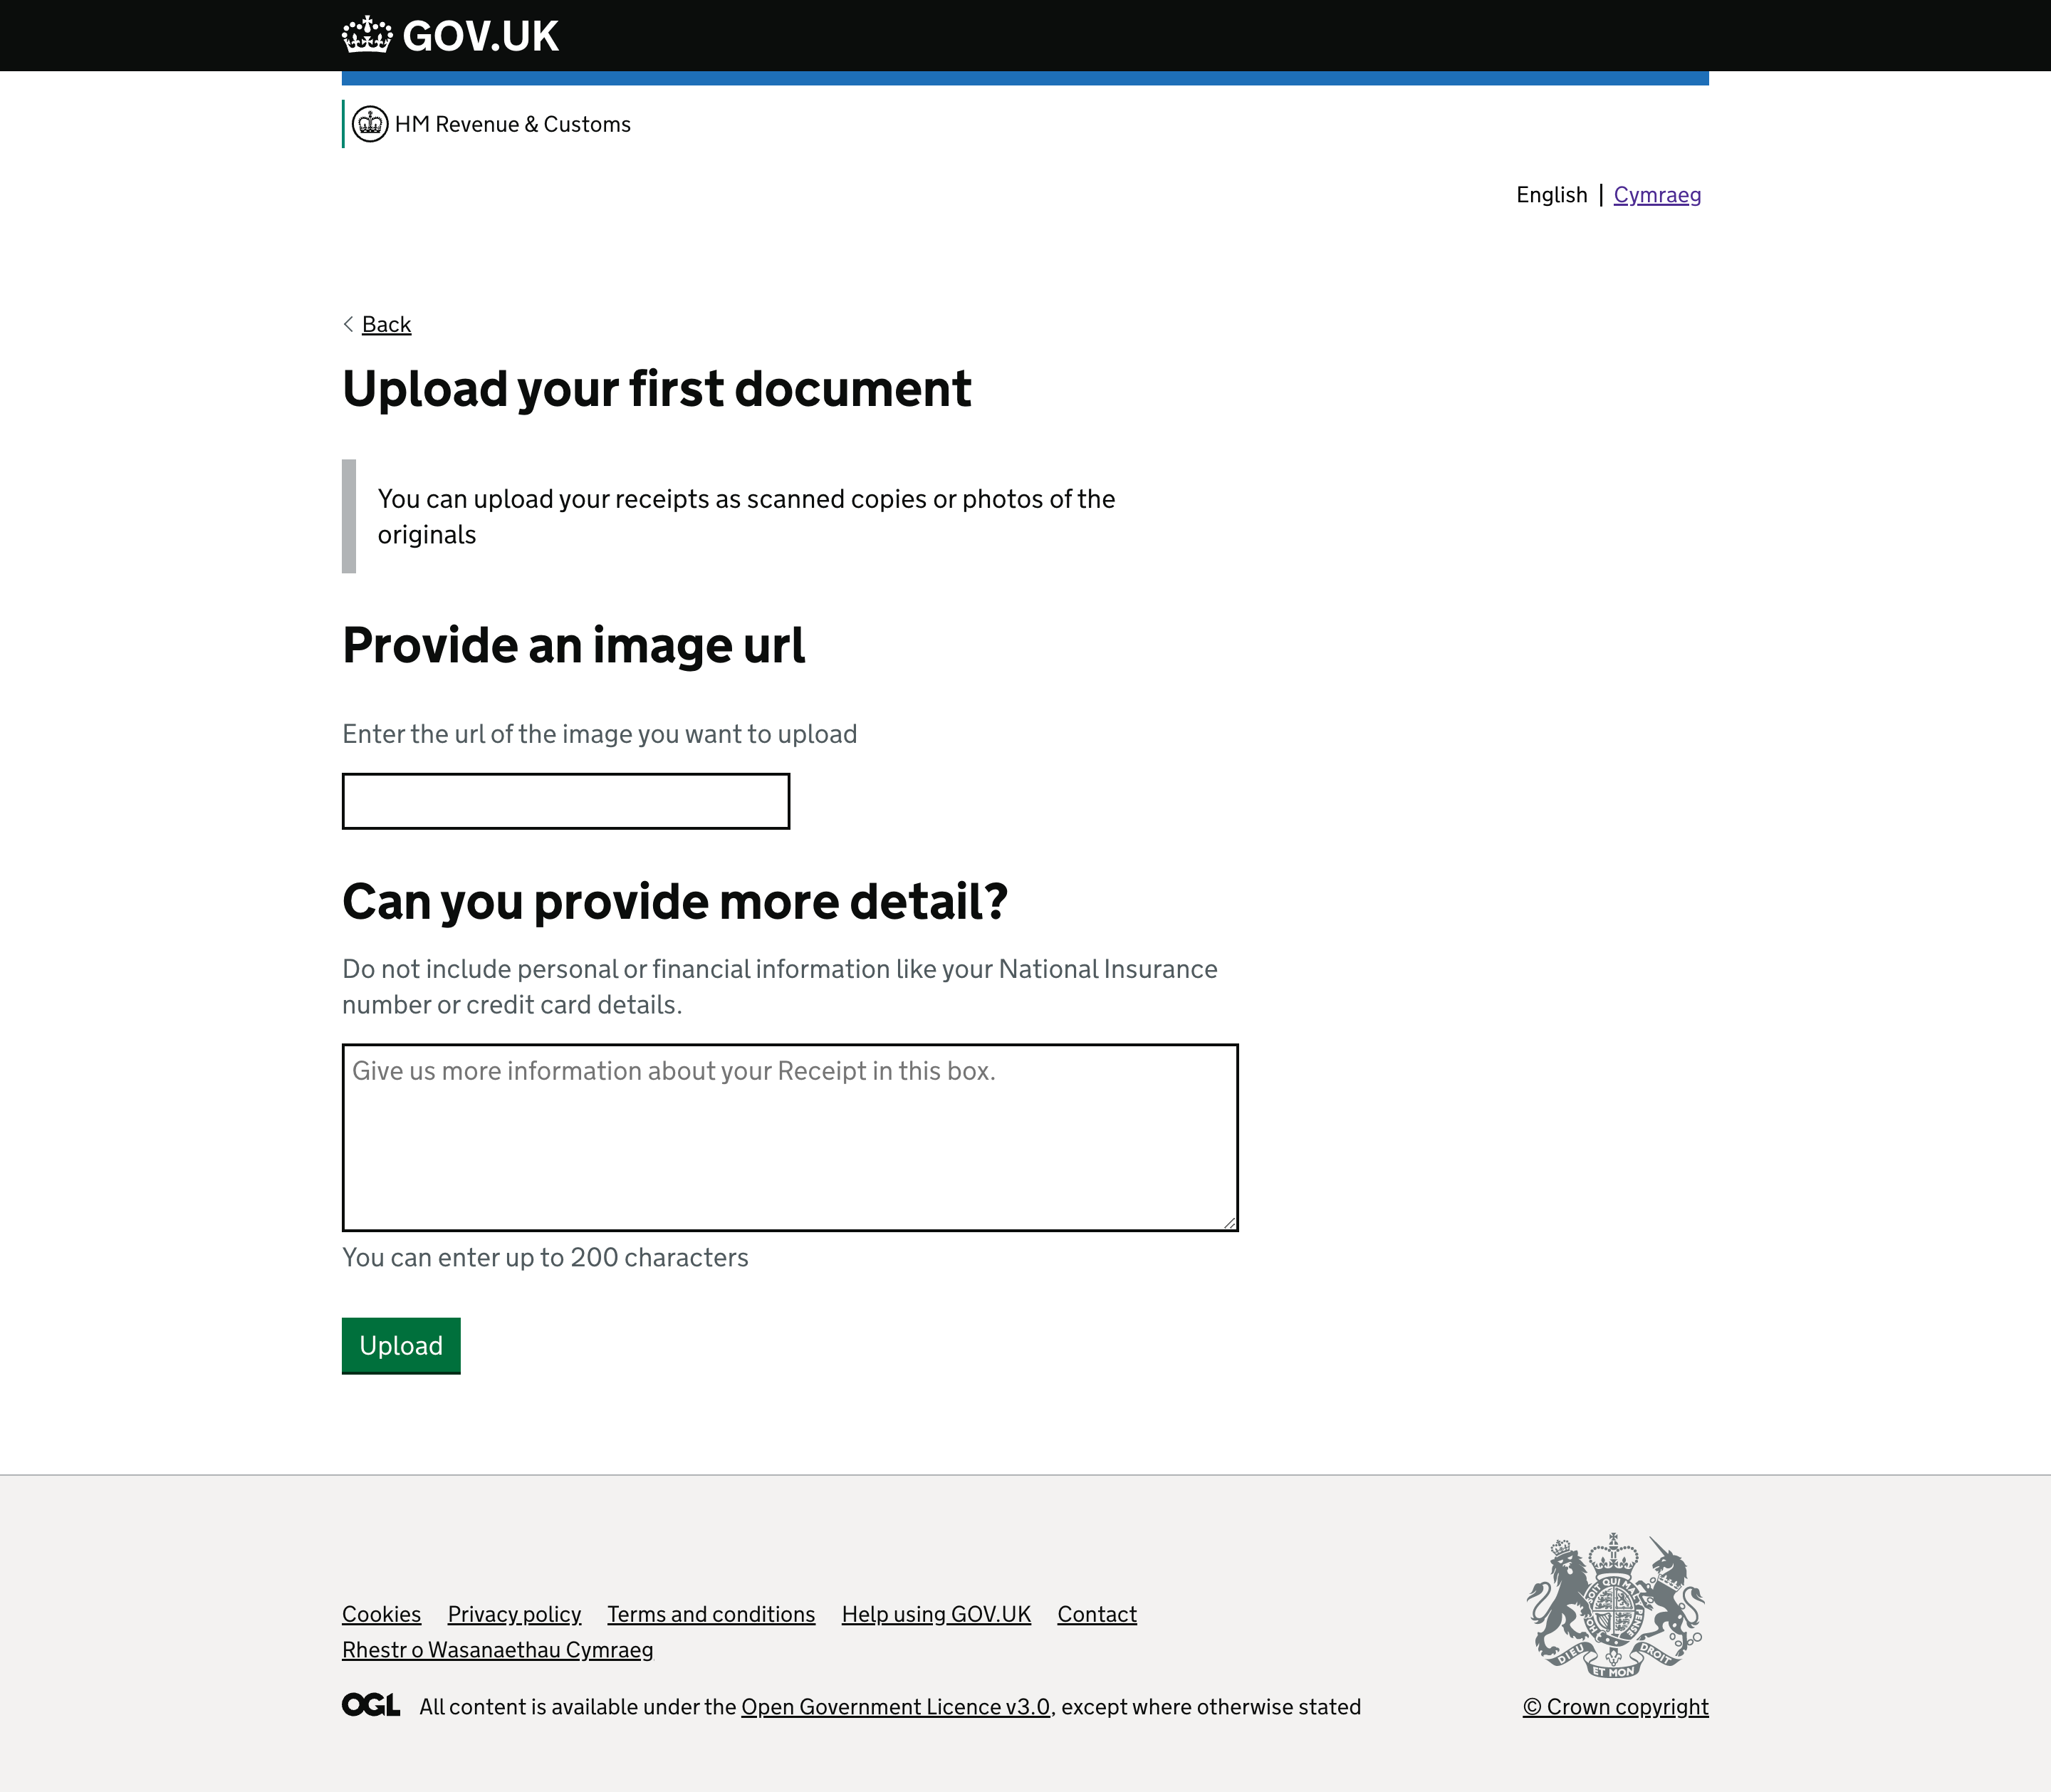 GOV.UK
HM Revenue & Customs
English | Cymraeg
Back
Upload your first document
You can upload your receipts as scanned copies or photos of the
originals
Provide an image url
Enter the url of the image you want to upload
Can you provide more detail?
Do not include personal or financial information like your National Insurance
number or credit card details.
Give us more information about your Receipt in this box.
You can enter up to 200 characters
Upload
Cookies Privacy policy Terms and conditions Help using GOV.UK Contact
Rhestr o Wasanaethau Cymraeg
OGL All content is available under the Open Government Licence v3.0, except where otherwise stated
DIEU ET MON DROIT
© Crown copyright